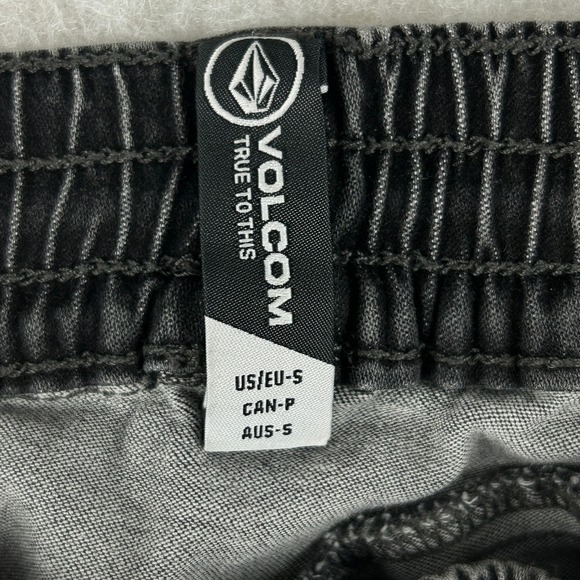 VOLCOM
TRUE TO THIS
US/EU-S
CAN-P
AUS-S